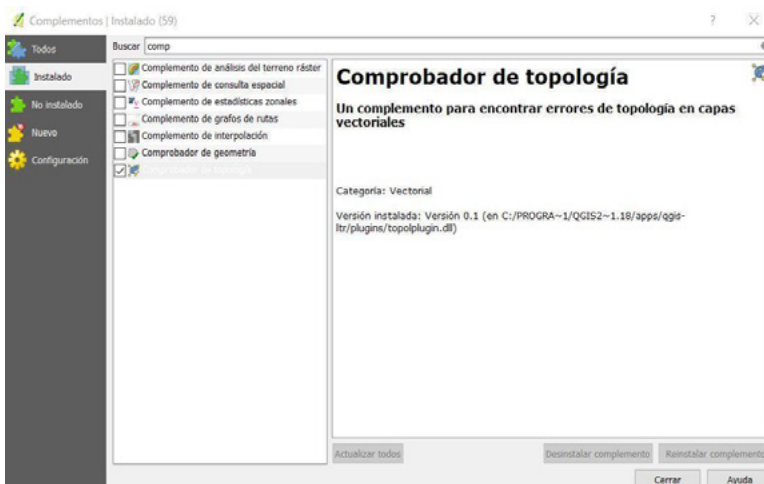 Complementos | Instalado (59)
?
Todos
Instalado
No instalado
Nuevo
Configuración
Buscar comp
Complemento de análisis del terreno ráster
Complemento de consulta espacial
Complemento de estadísticas zonales
Complemento de grafos de rutas
Complemento de interpolación
Comprobador de geometría
Comprobador de topología
Comprobador de topología
Un complemento para encontrar errores de topología en capas
vectoriales
Categoría: Vectorial
Versión instalada: Versión 0.1 (en C:/PROGRA~1/QGIS2~1.18/apps/qgis-
ltr/plugins/topolplugin.dll)
Actualizar todos
Desinstalar complemento
Reinstalar complemento
Cerrar
Ayuda